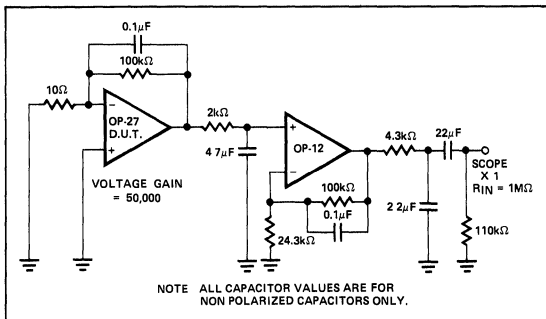 0.1μF
100kΩ
10Ω
−
OP-27
D.U.T.
+
VOLTAGE GAIN
= 50,000
2kΩ
4 7μF
+
OP-12
−
100kΩ
0.1μF
24.3kΩ
4.3kΩ
22μF
SCOPE
X 1
RIN = 1MΩ
2 2μF
110kΩ
NOTE ALL CAPACITOR VALUES ARE FOR
NON POLARIZED CAPACITORS ONLY.